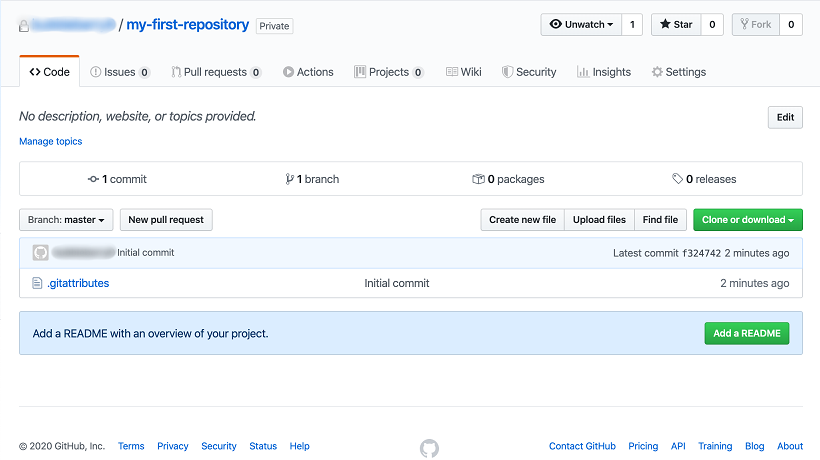 / my-first-repository Private Unwatch 1 Star 0 Fork 0
Code Issues 0 Pull requests 0 Actions Projects 0 Wiki Security Insights Settings
No description, website, or topics provided. Edit
Manage topics
1 commit 1 branch 0 packages 0 releases
Branch: master New pull request Create new file Upload files Find file Clone or download
Initial commit Latest commit f324742 2 minutes ago
.gitattributes Initial commit 2 minutes ago
Add a README with an overview of your project. Add a README
© 2020 GitHub, Inc. Terms Privacy Security Status Help Contact GitHub Pricing API Training Blog About